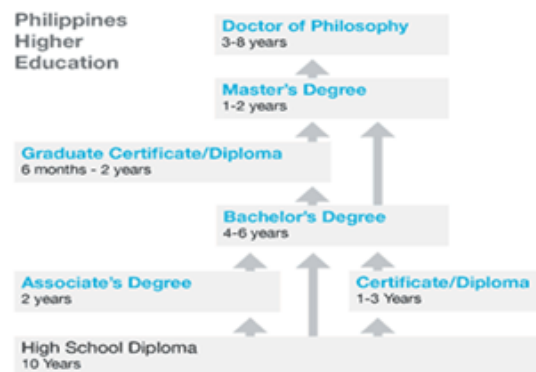 Philippines
Higher
Education
Doctor of Philosophy
3-8 years
Master's Degree
1-2 years
Graduate Certificate/Diploma
6 months - 2 years
Bachelor's Degree
4-6 years
Associate's Degree
2 years
Certificate/Diploma
1-3 Years
High School Diploma
10 Years